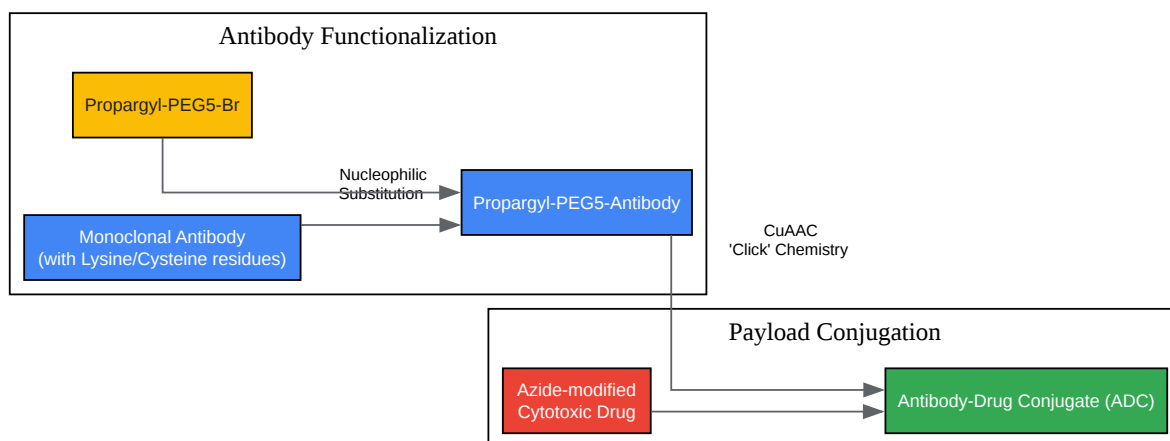 Antibody Functionalization
Propargyl-PEG5-Br
Nucleophilic
Substitution
Propargyl-PEG5-Antibody
Monoclonal Antibody
(with Lysine/Cysteine residues)
CuAAC
'Click' Chemistry
Payload Conjugation
Azide-modified
Cytotoxic Drug
Antibody-Drug Conjugate (ADC)